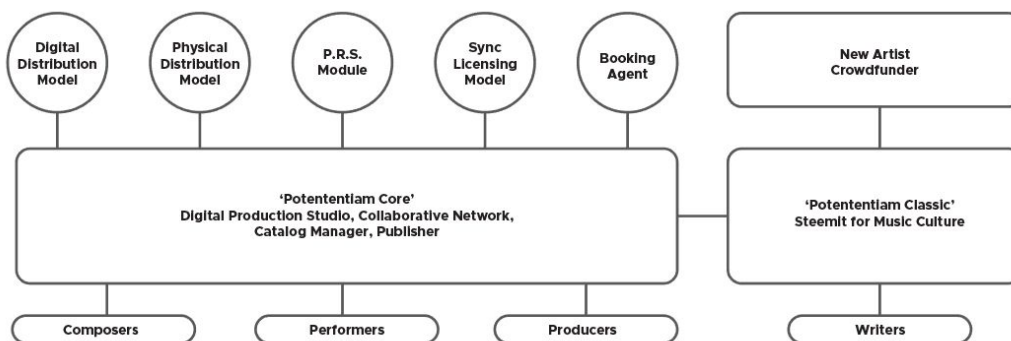 Digital
Distribution
Model
Physical
Distribution
Model
P.R.S.
Module
Sync
Licensing
Model
Booking
Agent
New Artist
Crowdfunder
‘Potententiam Core’
Digital Production Studio, Collaborative Network,
Catalog Manager, Publisher
‘Potententiam Classic’
Steemit for Music Culture
Composers
Performers
Producers
Writers